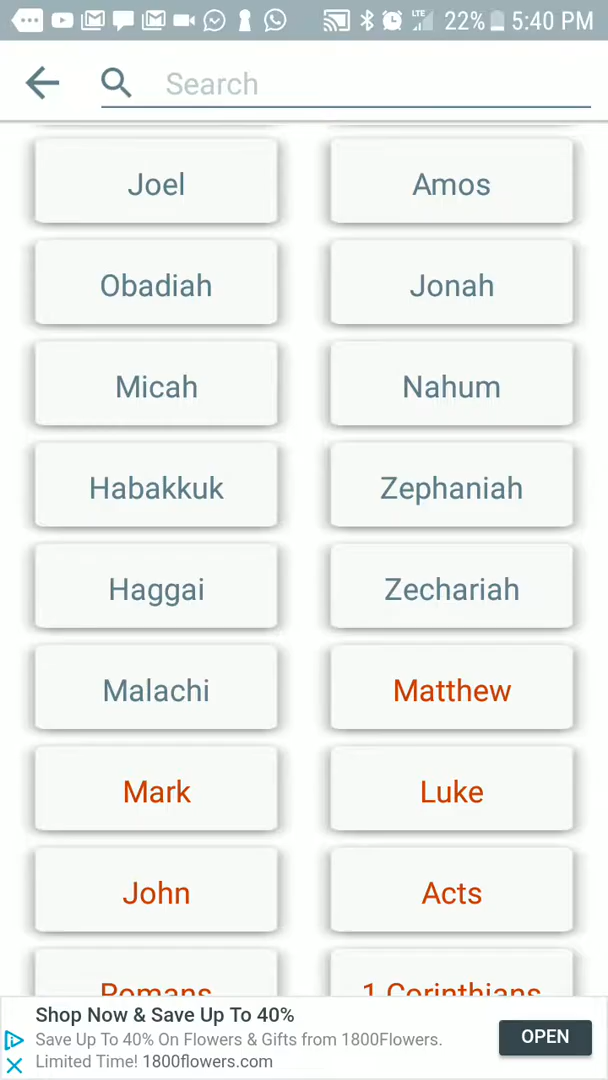 LTE 22% 5:40 PM
Search
Joel Amos
Obadiah Jonah
Micah Nahum
Habakkuk Zephaniah
Haggai Zechariah
Malachi Matthew
Mark Luke
John Acts
Romans 1 Corinthians
Shop Now & Save Up To 40%
Save Up To 40% On Flowers & Gifts from 1800Flowers.
Limited Time! 1800flowers.com
OPEN